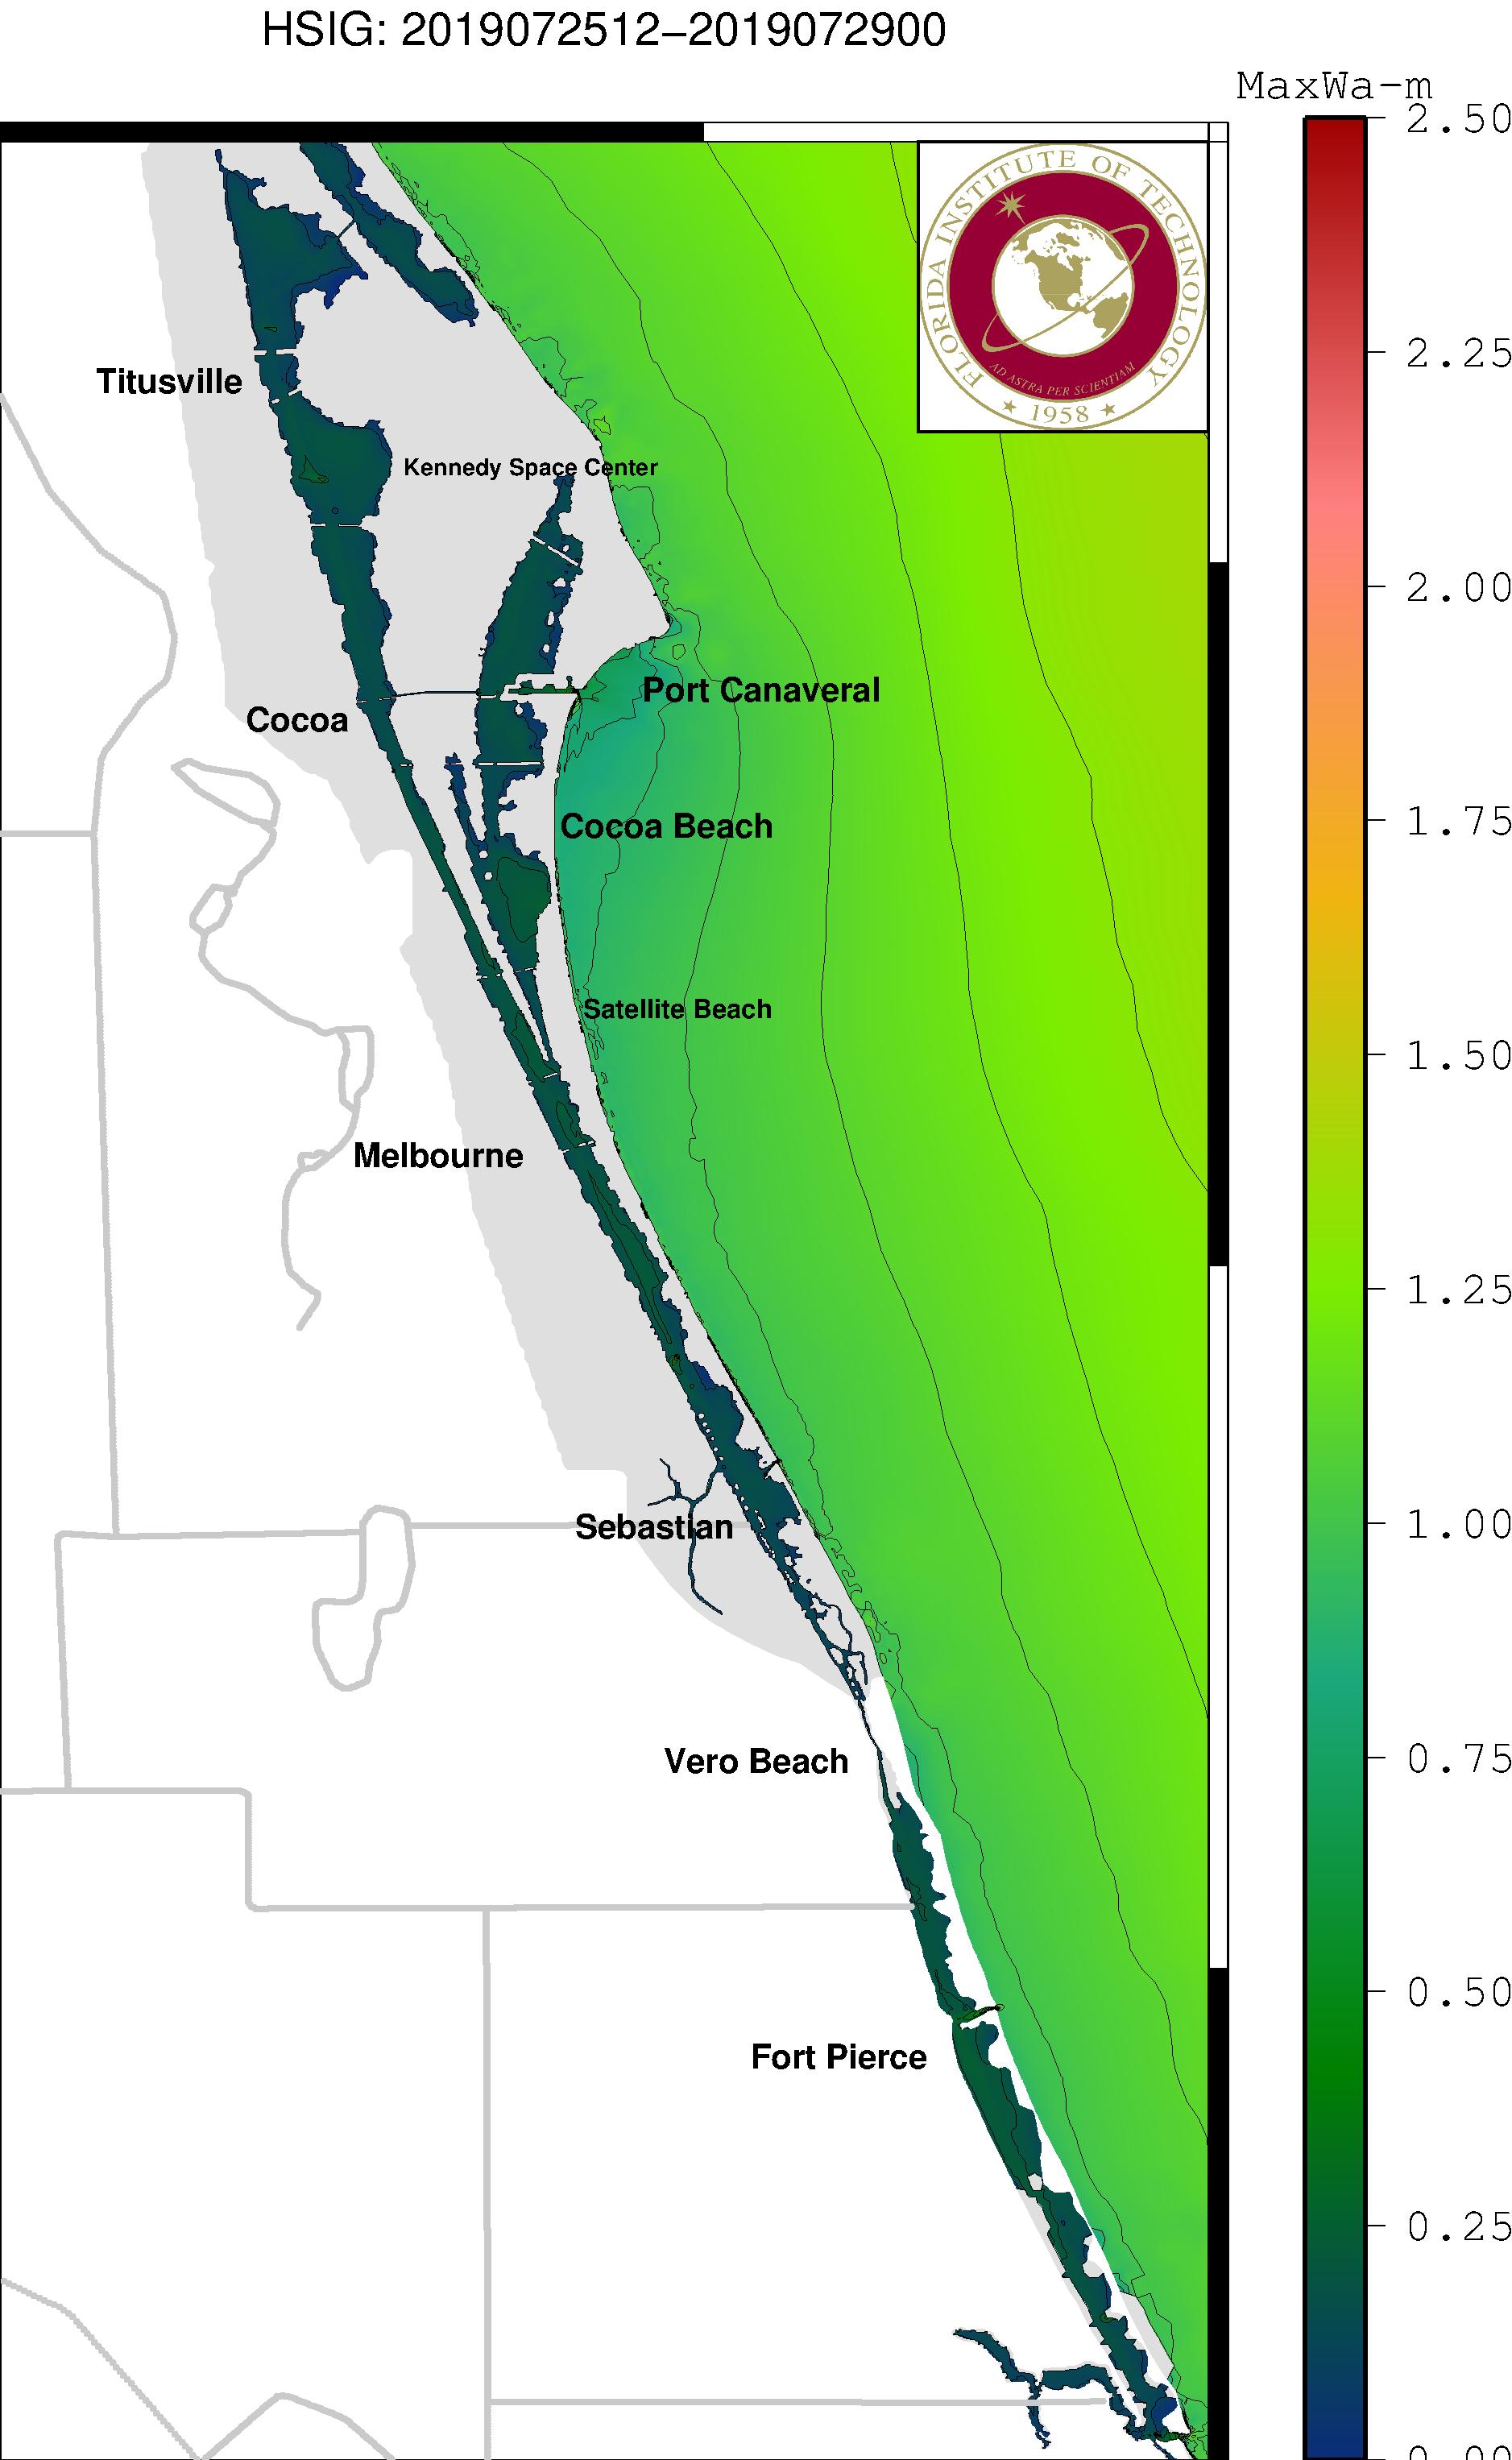 HSIG: 2019072512–2019072900
MaxWa-m
2.50
2.25
2.00
1.75
1.50
1.25
1.00
0.75
0.50
0.25
0.00
FLORIDA INSTITUTE OF TECHNOLOGY
AD ASTRA PER SCIENTIAM
★ 1958 ★
Titusville
Kennedy Space Center
Port Canaveral
Cocoa
Cocoa Beach
Satellite Beach
Melbourne
Sebastian
Vero Beach
Fort Pierce